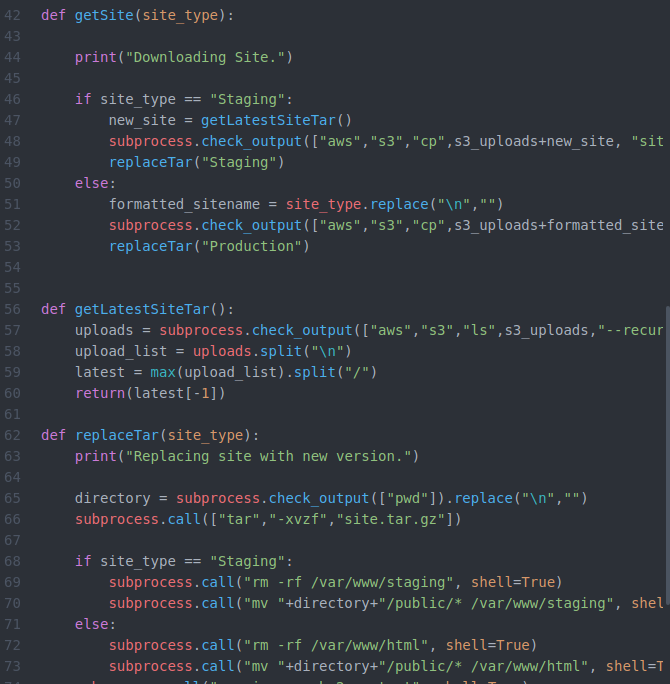 42 def getSite(site_type):
43
44     print("Downloading Site.")
45
46     if site_type == "Staging":
47         new_site = getLatestSiteTar()
48         subprocess.check_output(["aws","s3","cp",s3_uploads+new_site, "sit
49         replaceTar("Staging")
50     else:
51         formatted_sitename = site_type.replace("\n","")
52         subprocess.check_output(["aws","s3","cp",s3_uploads+formatted_site
53         replaceTar("Production")
54
55
56 def getLatestSiteTar():
57     uploads = subprocess.check_output(["aws","s3","ls",s3_uploads,"--recur
58     upload_list = uploads.split("\n")
59     latest = max(upload_list).split("/")
60     return(latest[-1])
61
62 def replaceTar(site_type):
63     print("Replacing site with new version.")
64
65     directory = subprocess.check_output(["pwd"]).replace("\n","")
66     subprocess.call(["tar","-xvzf","site.tar.gz"])
67
68     if site_type == "Staging":
69         subprocess.call("rm -rf /var/www/staging", shell=True)
70         subprocess.call("mv "+directory+"/public/* /var/www/staging", shel
71     else:
72         subprocess.call("rm -rf /var/www/html", shell=True)
73         subprocess.call("mv "+directory+"/public/* /var/www/html", shell=T